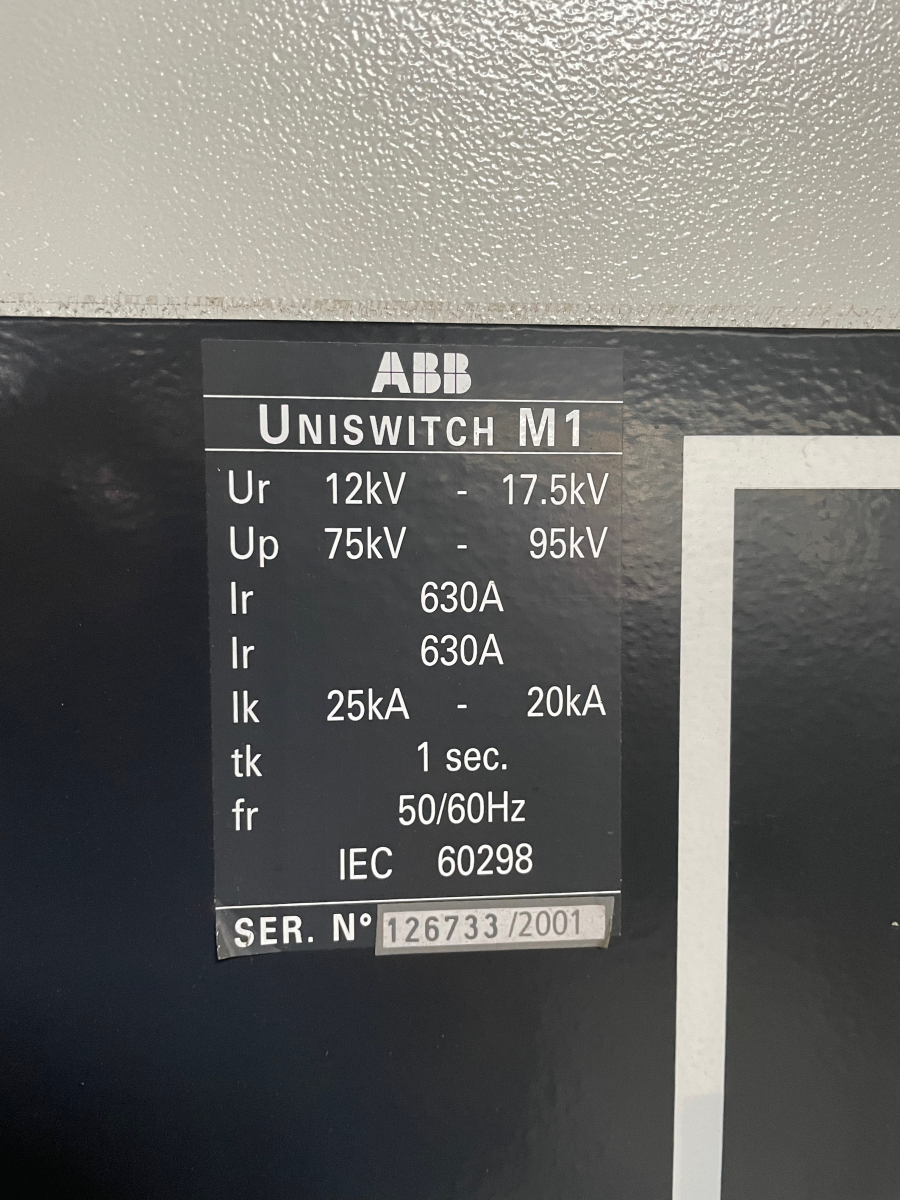 ABB
UNISWITCH M1
Ur 12kV - 17.5kV
Up 75kV - 95kV
Ir 630A
Ir 630A
Ik 25kA - 20kA
tk 1 sec.
fr 50/60Hz
IEC 60298
SER. N° 126733 /2001